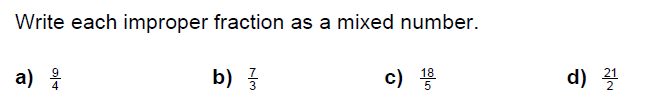 Write each improper fraction as a mixed number.
a) 9/4 b) 7/3 c) 18/5 d) 21/2